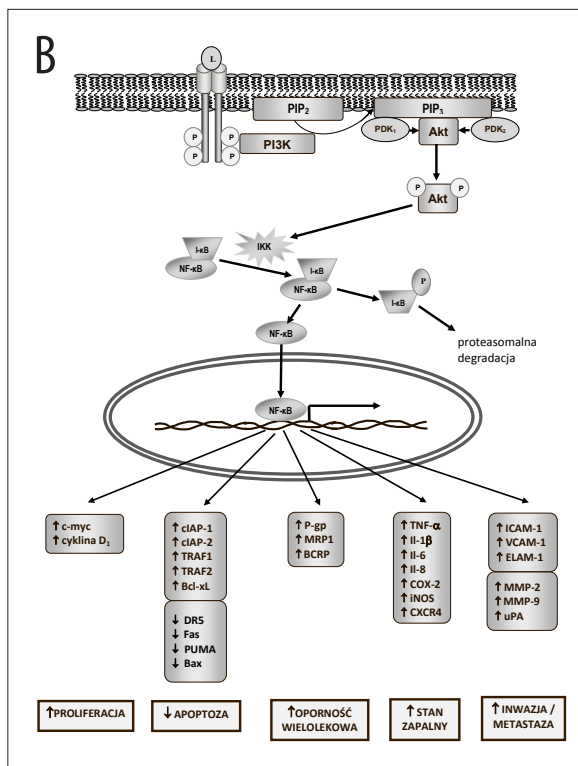 B
L
PIP₂
PIP₃
PDK₁
Akt
PDK₂
P
P
P
P
PI3K
P
Akt
P
IKK
I-κB
NF-κB
I-κB
NF-κB
P
I-κB
NF-κB
proteasomalna
degradacja
NF-κB
↑ c-myc
↑ cyklina D₁
↑ cIAP-1
↑ cIAP-2
↑ TRAF1
↑ TRAF2
↑ Bcl-xL
↓ DR5
↓ Fas
↓ PUMA
↓ Bax
↑ P-gp
↑ MRP1
↑ BCRP
↑ TNF-α
↑ Il-1β
↑ Il-6
↑ Il-8
↑ COX-2
↑ iNOS
↑ CXCR4
↑ ICAM-1
↑ VCAM-1
↑ ELAM-1
↑ MMP-2
↑ MMP-9
↑ uPA
↑PROLIFERACJA
↓ APOPTOZA
↑OPORNOŚĆ
WIELOLEKOWA
↑ STAN
ZAPALNY
↑ INWAZJA /
METASTAZA